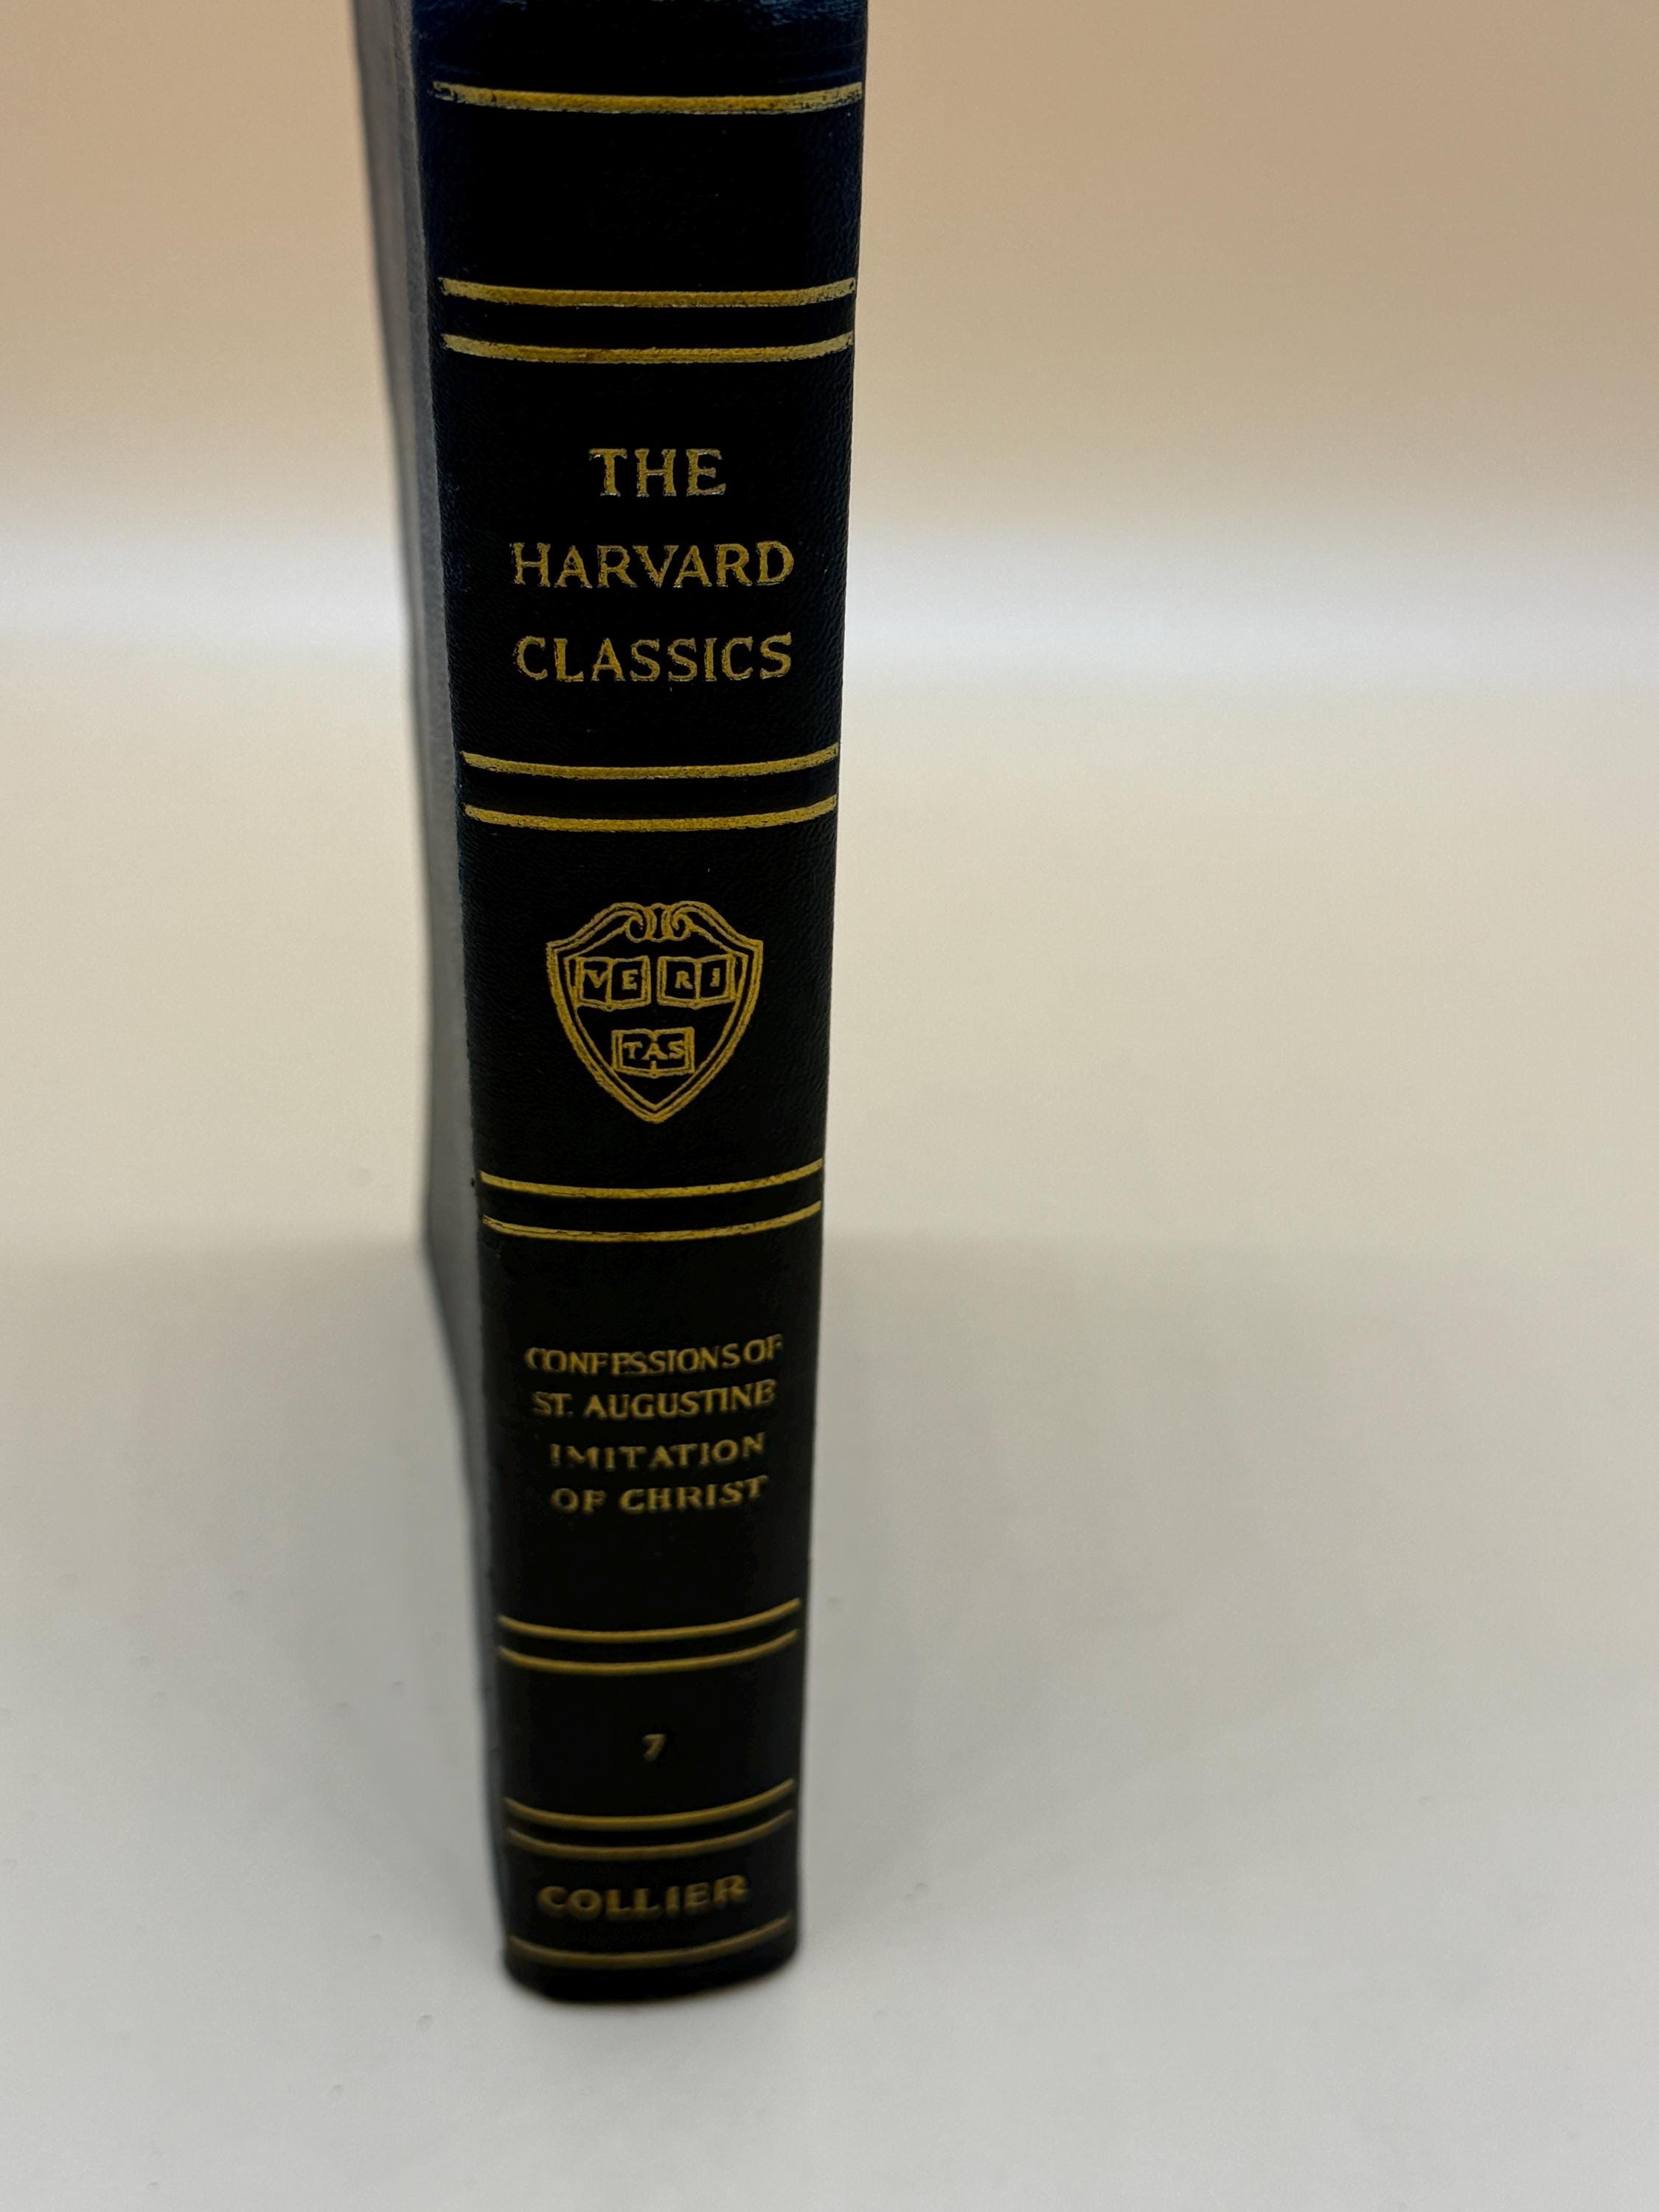 THE
HARVARD
CLASSICS
VE RI
TAS
CONFESSIONS OF
ST. AUGUSTINE
IMITATION
OF CHRIST
7
COLLIER